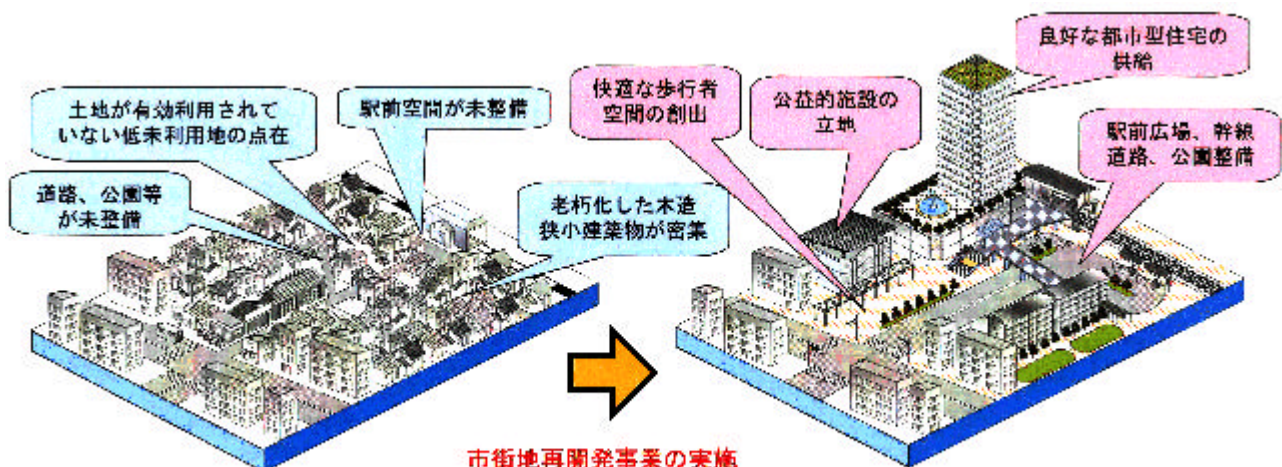 土地が有効利用されて
いない低未利用地の点在
駅前空間が未整備
道路、公園等
が未整備
老朽化した木造
狭小建築物が密集
快適な歩行者
空間の創出
公益的施設の
立地
良好な都市型住宅の
供給
駅前広場、幹線
道路、公園整備
市街地再開発事業の実施